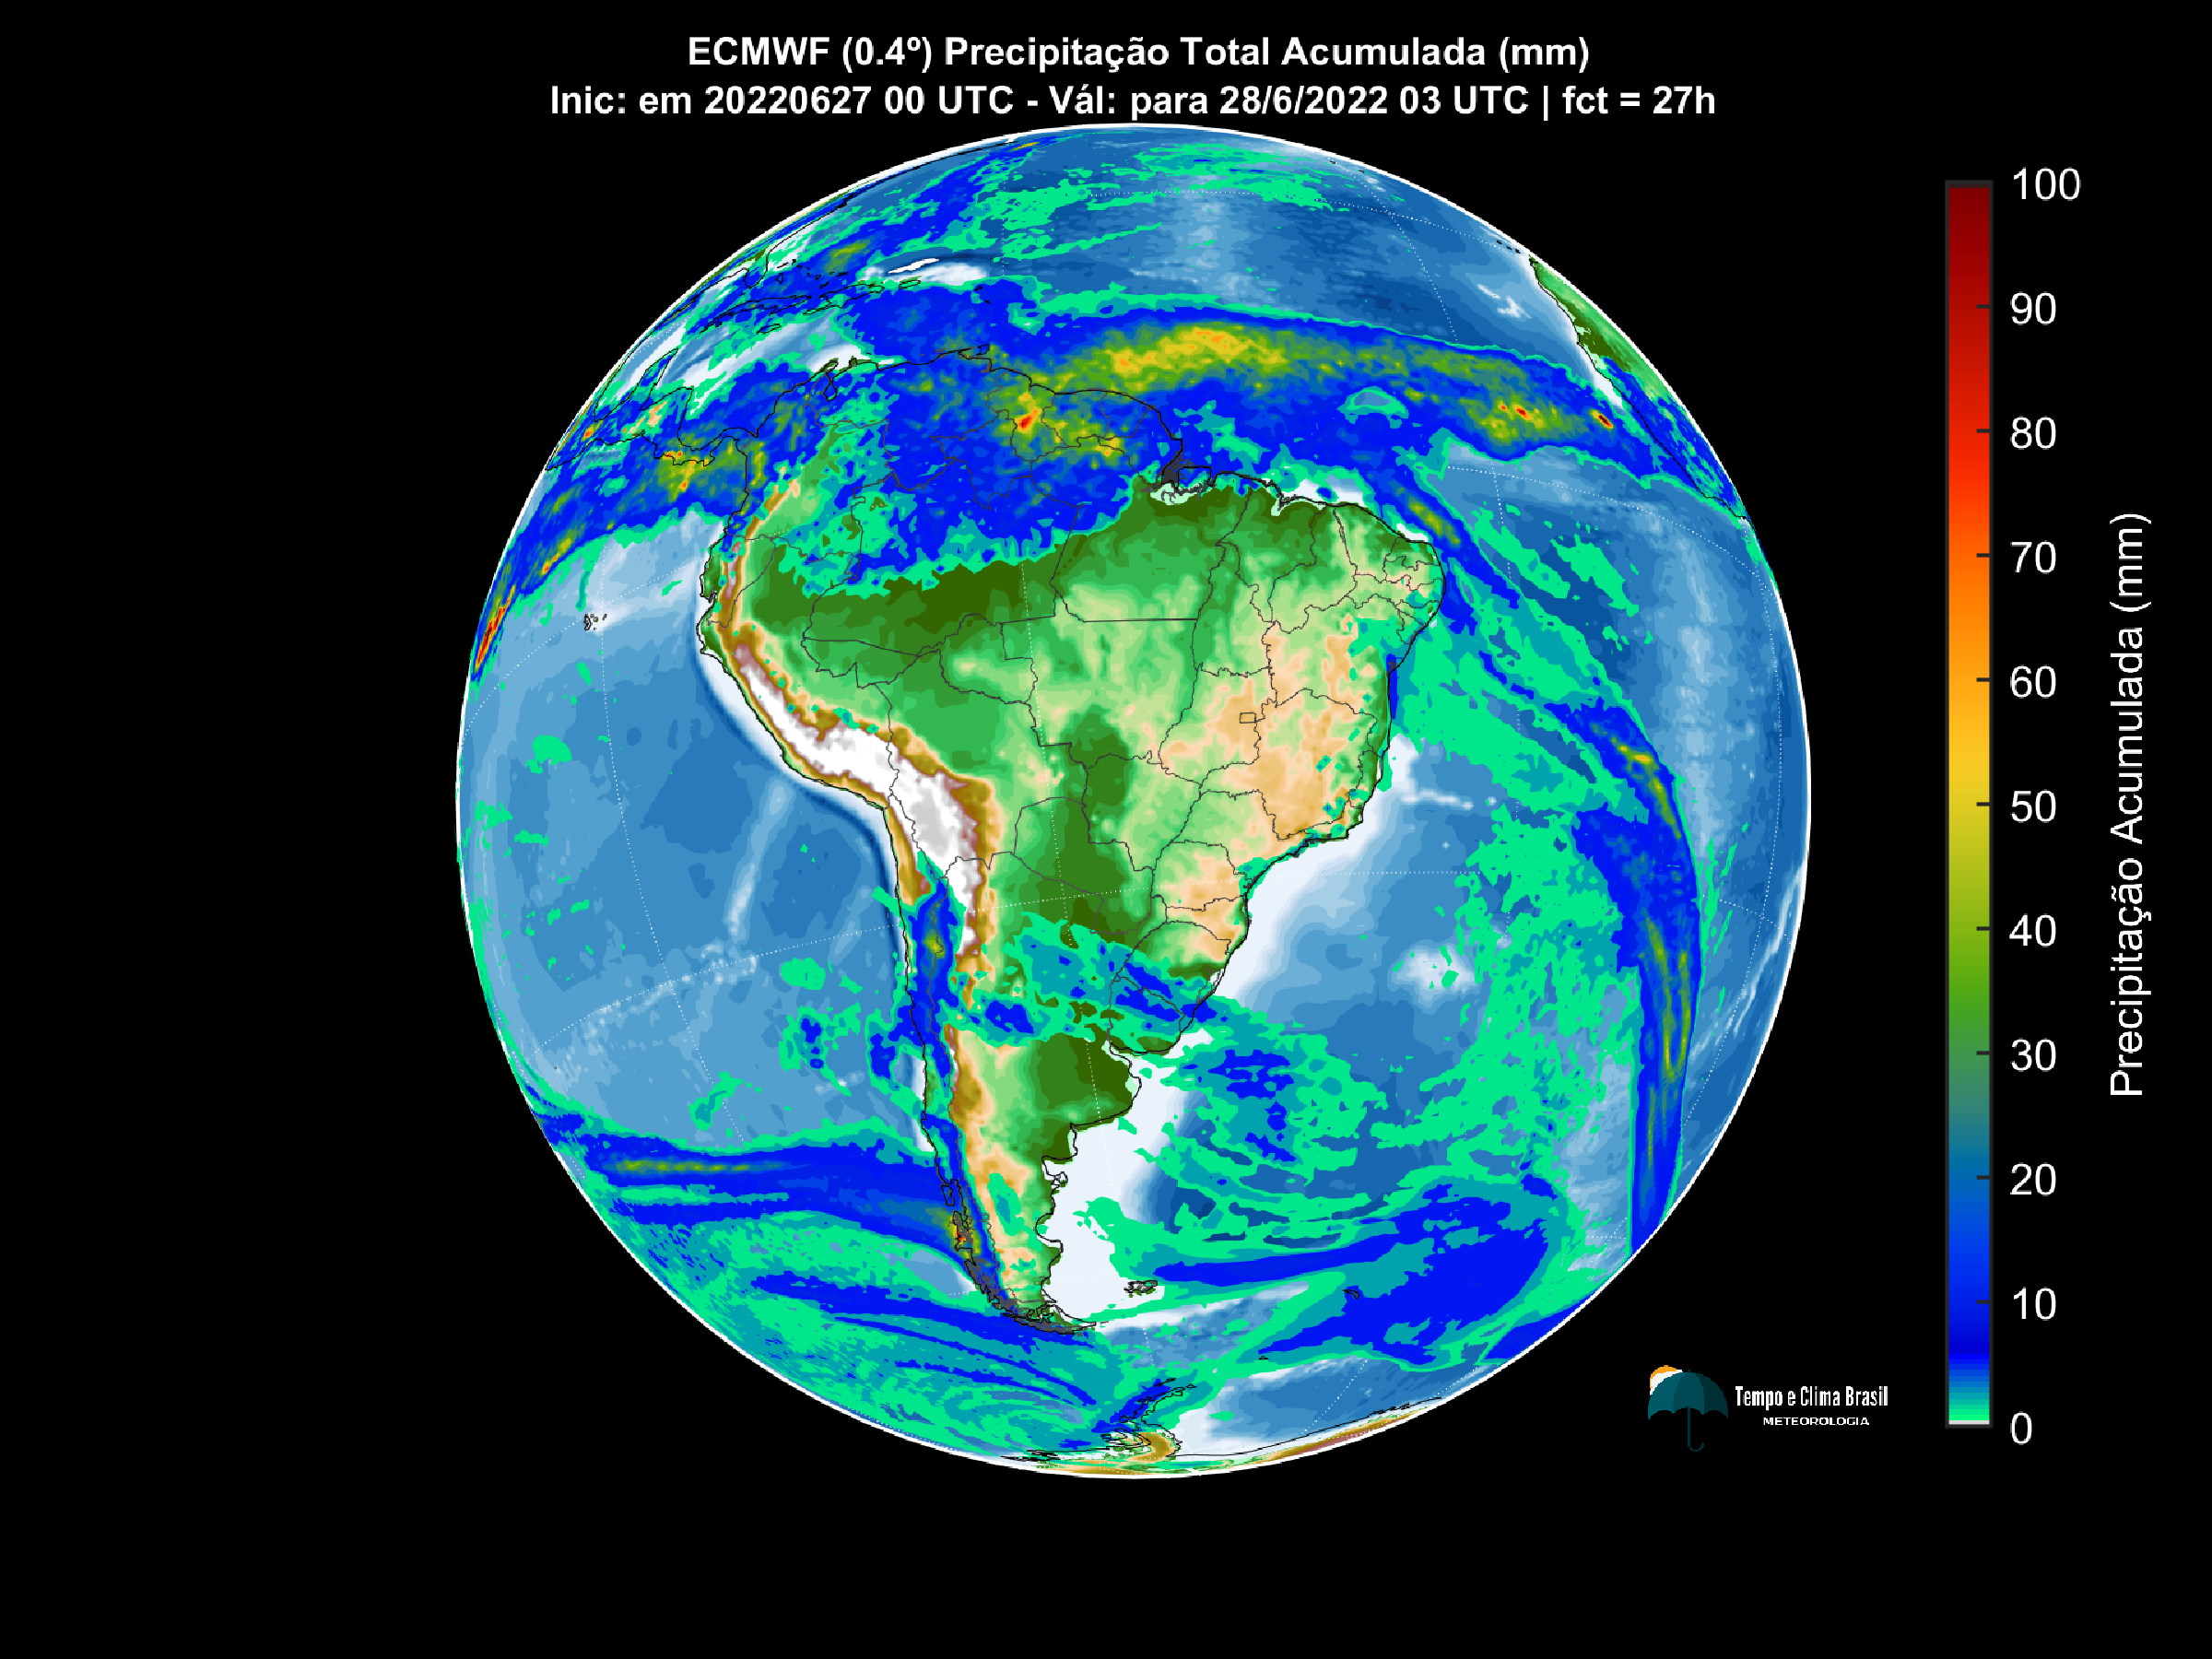 ECMWF (0.4º) Precipitação Total Acumulada (mm)
Inic: em 20220627 00 UTC - Vál: para 28/6/2022 03 UTC | fct = 27h
100
90
80
70
60
50
40
30
20
10
0
Precipitação Acumulada (mm)
Tempo e Clima Brasil
METEOROLOGIA